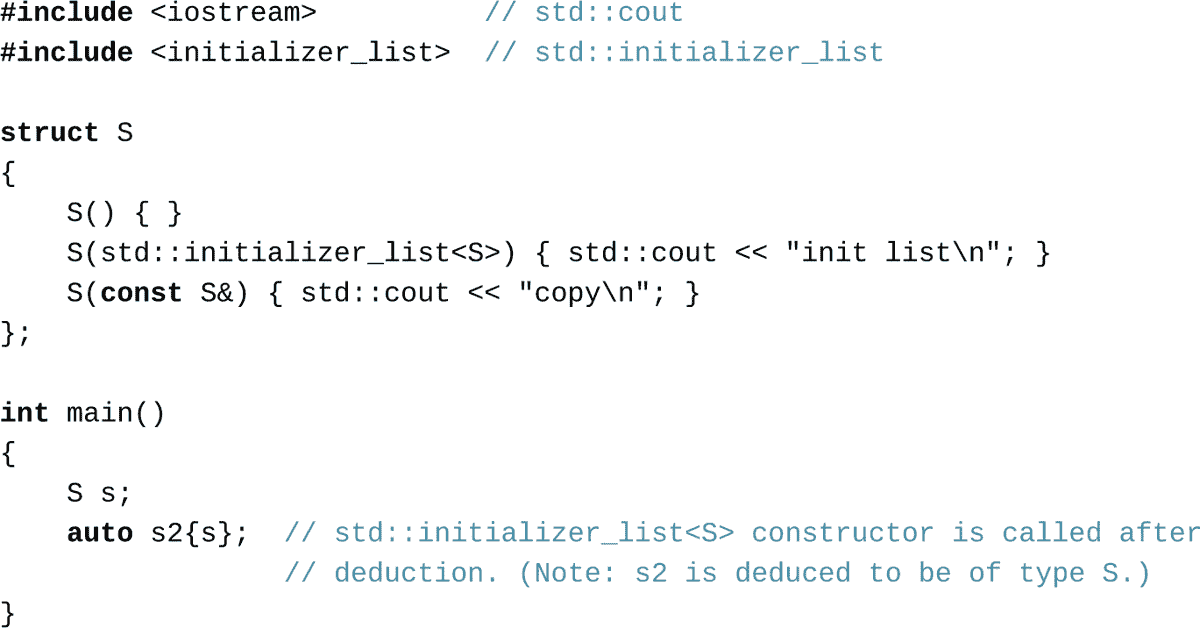 #include <iostream>          // std::cout
#include <initializer_list>  // std::initializer_list

struct S
{
    S() { }
    S(std::initializer_list<S>) { std::cout << "init list\n"; }
    S(const S&) { std::cout << "copy\n"; }
};

int main()
{
    S s;
    auto s2{s};  // std::initializer_list<S> constructor is called after
                 // deduction. (Note: s2 is deduced to be of type S.)
}